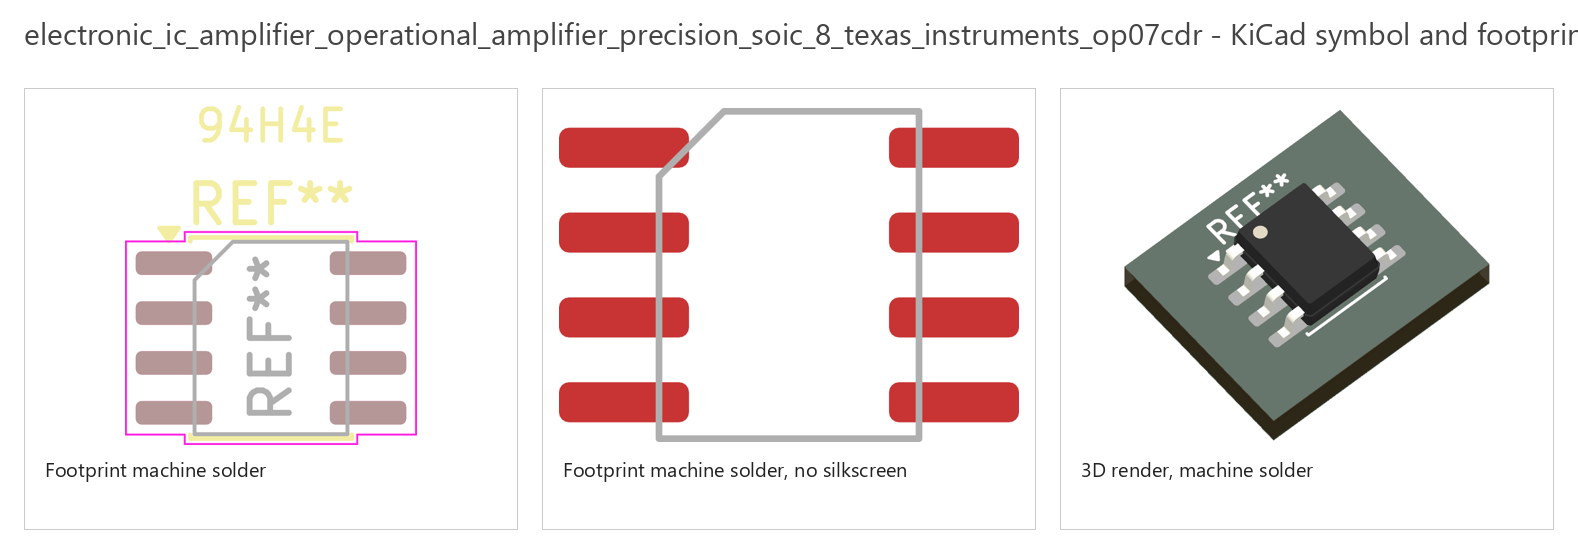 electronic_ic_amplifier_operational_amplifier_precision_soic_8_texas_instruments_op07cdr - KiCad symbol and footprin
94H4E
REF**
REF**
Footprint machine solder
Footprint machine solder, no silkscreen
REF**
3D render, machine solder